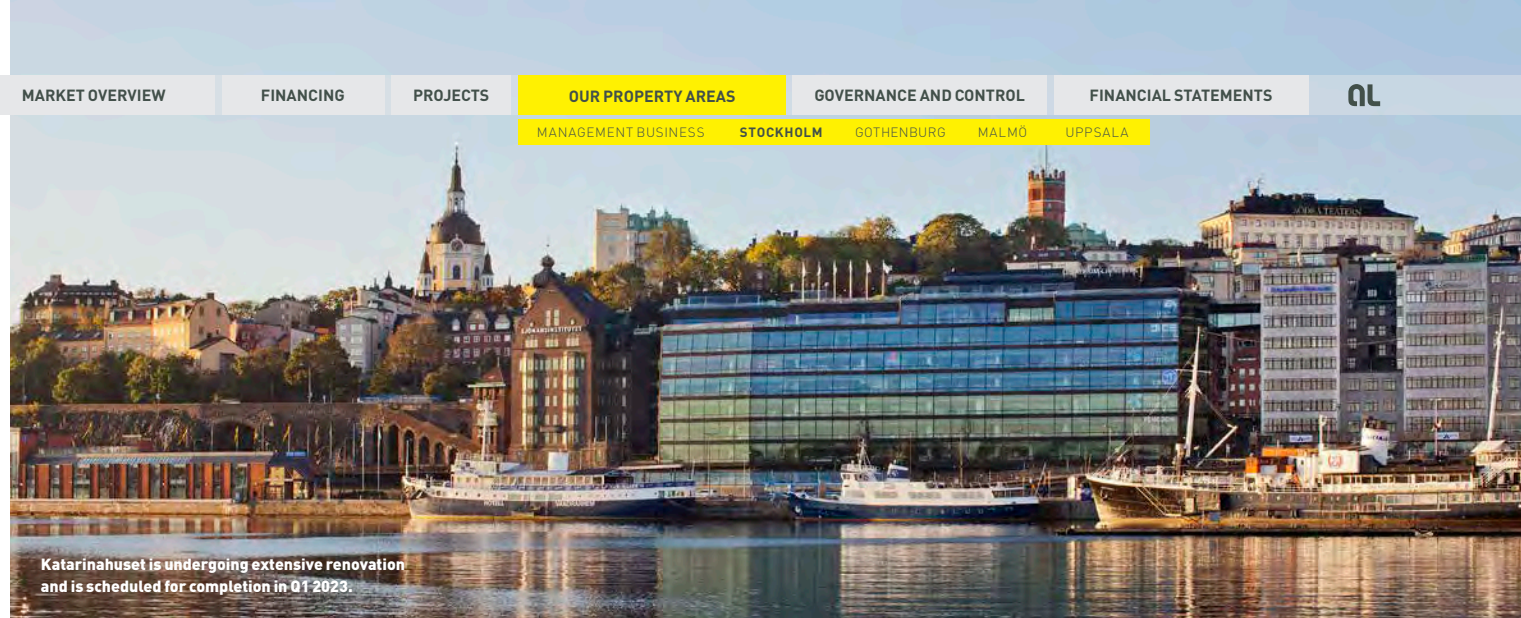 MARKET OVERVIEW FINANCING PROJECTS OUR PROPERTY AREAS GOVERNANCE AND CONTROL FINANCIAL STATEMENTS aL
MANAGEMENT BUSINESS STOCKHOLM GOTHENBURG MALMÖ UPPSALA
SÖDRA TEATERN
SJÖMANSINSTITUTET
Katarinahuset is undergoing extensive renovation
and is scheduled for completion in Q1 2023.